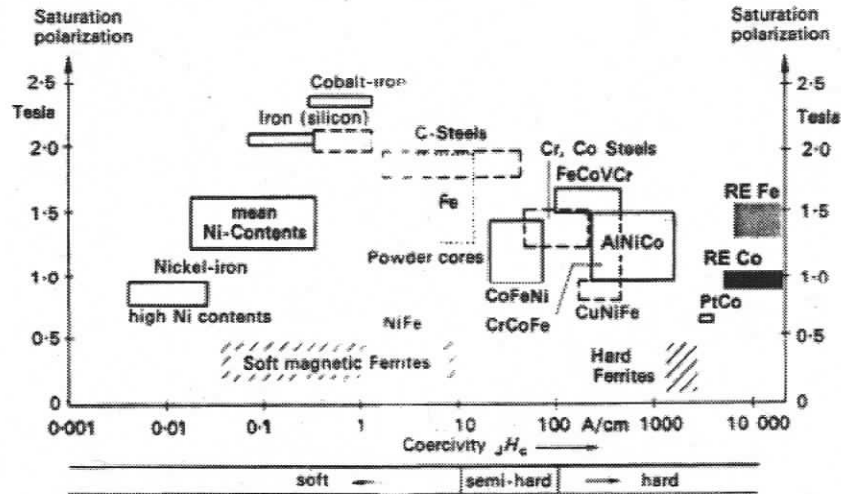 Saturation
polarization
Saturation
polarization
2·5
Cobalt-iron
2·5
Tesla
Iron (silicon)
C-Steels
Tesla
2·0
Cr, Co Steels
2·0
FeCoVCr
RE Fe
Fe
1·5
mean
Ni-Contents
1·5
AlNiCo
Powder cores
RE Co
Nickel-iron
1·0
1·0
CoFeNi
PtCo
high Ni contents
NiFe
CrCoFe
CuNiFe
0·5
0·5
Soft magnetic Ferrites
Hard
Ferrites
0
0
0·001 0·01 0·1 1 10 100 A/cm 1000 10 000
Coercivity JHc
soft semi-hard hard